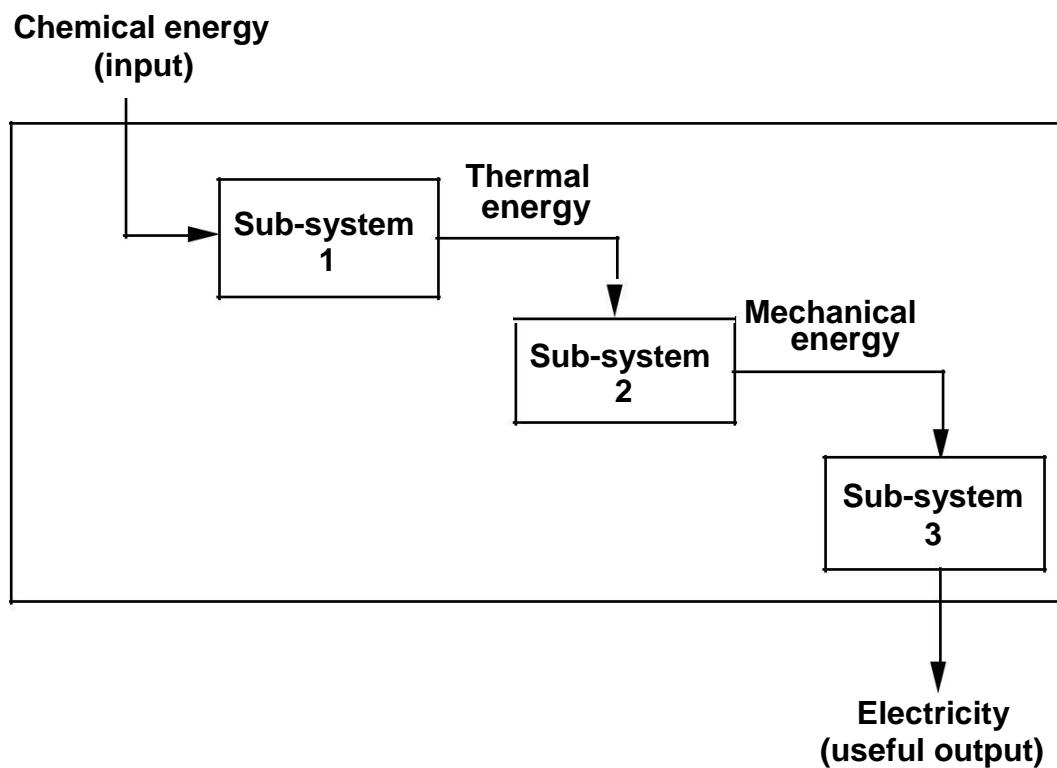 Chemical energy
(input)
Thermal
energy
Sub-system
1
Mechanical
energy
Sub-system
2
Sub-system
3
Electricity
(useful output)